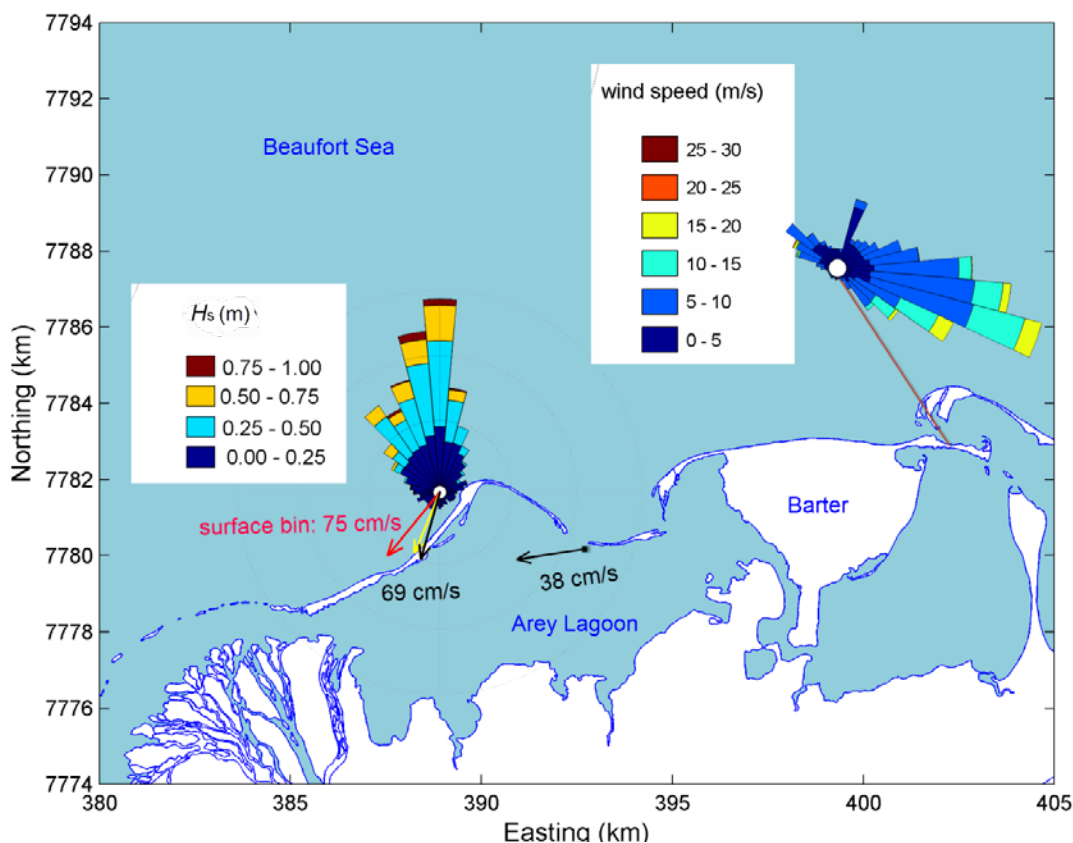 7794
7792
7790
7788
7786
7784
7782
7780
7778
7776
7774
Northing (km)
380
385
390
395
400
405
Easting (km)
Beaufort Sea
wind speed (m/s)
25 - 30
20 - 25
15 - 20
10 - 15
5 - 10
0 - 5
Hs (m)
0.75 - 1.00
0.50 - 0.75
0.25 - 0.50
0.00 - 0.25
surface bin: 75 cm/s
69 cm/s
38 cm/s
Barter
Arey Lagoon